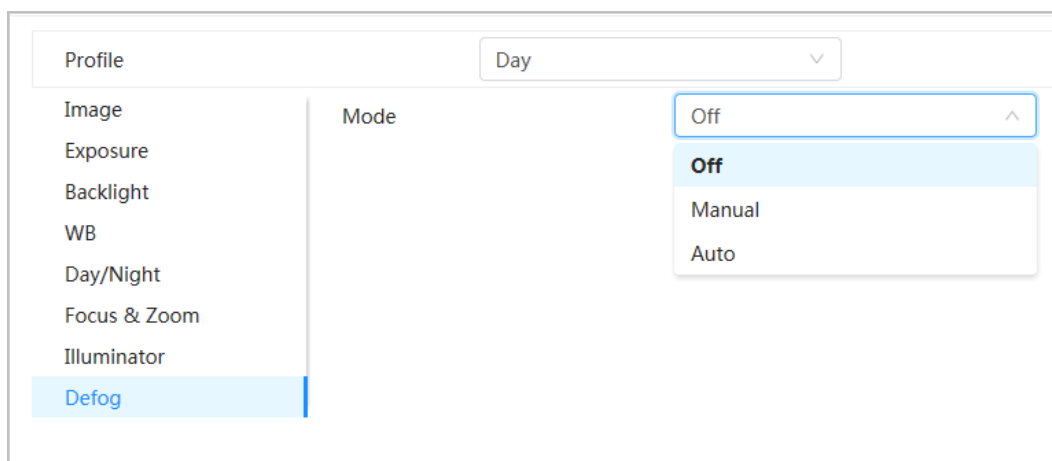 Profile Day
Image
Mode Off
Exposure
Off
Backlight
Manual
WB
Auto
Day/Night
Focus & Zoom
Illuminator
Defog